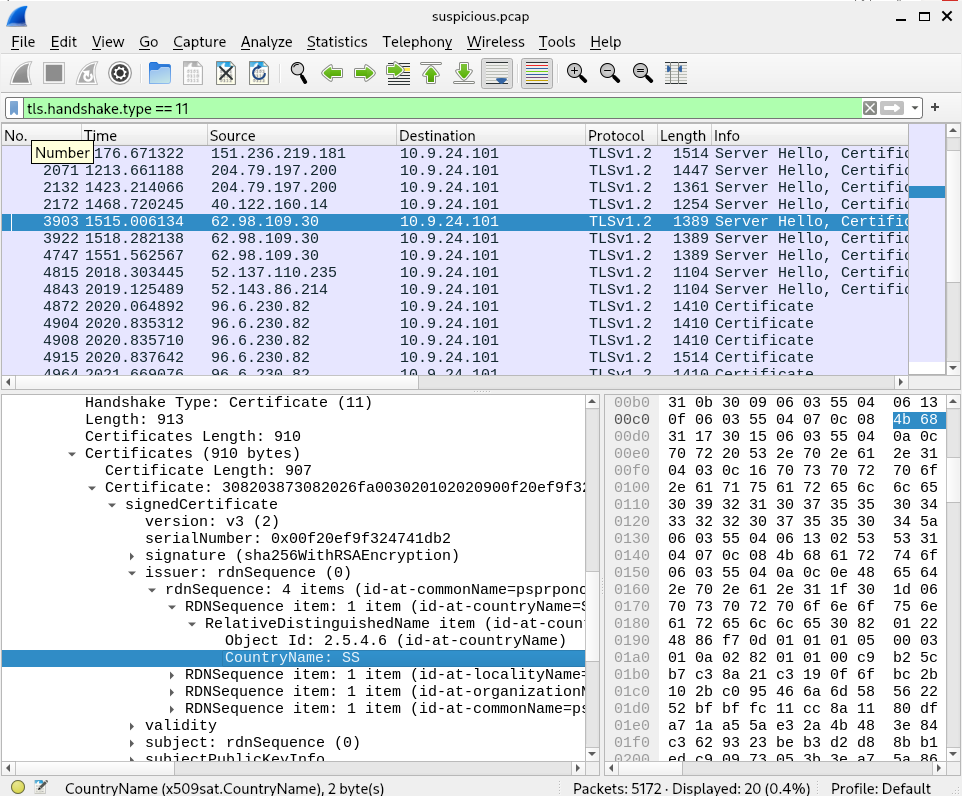 suspicious.pcap
File Edit View Go Capture Analyze Statistics Telephony Wireless Tools Help
tls.handshake.type == 11
No. Time Source Destination Protocol Length Info
Number
176.671322 151.236.219.181 10.9.24.101 TLSv1.2 1514 Server Hello, Certific
2071 1213.661188 204.79.197.200 10.9.24.101 TLSv1.2 1447 Server Hello, Certific
2132 1423.214066 204.79.197.200 10.9.24.101 TLSv1.2 1361 Server Hello, Certific
2172 1468.720245 40.122.160.14 10.9.24.101 TLSv1.2 1254 Server Hello, Certific
3903 1515.006134 62.98.109.30 10.9.24.101 TLSv1.2 1389 Server Hello, Certific
3922 1518.282138 62.98.109.30 10.9.24.101 TLSv1.2 1389 Server Hello, Certific
4747 1551.562567 62.98.109.30 10.9.24.101 TLSv1.2 1389 Server Hello, Certific
4815 2018.303445 52.137.110.235 10.9.24.101 TLSv1.2 1104 Server Hello, Certific
4843 2019.125489 52.143.86.214 10.9.24.101 TLSv1.2 1104 Server Hello, Certific
4872 2020.064892 96.6.230.82 10.9.24.101 TLSv1.2 1410 Certificate
4904 2020.835312 96.6.230.82 10.9.24.101 TLSv1.2 1410 Certificate
4908 2020.835710 96.6.230.82 10.9.24.101 TLSv1.2 1410 Certificate
4915 2020.837642 96.6.230.82 10.9.24.101 TLSv1.2 1514 Certificate
4964 2021.669076 96.6.230.82 10.9.24.101 TLSv1.2 1410 Certificate
Handshake Type: Certificate (11)
Length: 913
Certificates Length: 910
Certificates (910 bytes)
Certificate Length: 907
Certificate: 308203873082026fa003020102020900f20ef9f32
signedCertificate
version: v3 (2)
serialNumber: 0x00f20ef9f324741db2
signature (sha256WithRSAEncryption)
issuer: rdnSequence (0)
rdnSequence: 4 items (id-at-commonName=psprponc
RDNSequence item: 1 item (id-at-countryName=S
RelativeDistinguishedName item (id-at-coun
Object Id: 2.5.4.6 (id-at-countryName)
CountryName: SS
RDNSequence item: 1 item (id-at-localityName=
RDNSequence item: 1 item (id-at-organizationN
RDNSequence item: 1 item (id-at-commonName=ps
validity
subject: rdnSequence (0)
subjectPublicKeyInfo
00b0 31 0b 30 09 06 03 55 04 06 13
00c0 0f 06 03 55 04 07 0c 08 4b 68
00d0 31 17 30 15 06 03 55 04 0a 0c
00e0 70 72 20 53 2e 70 2e 61 2e 31
00f0 04 03 0c 16 70 73 70 72 70 6f
0100 2e 61 71 75 61 72 65 6c 6c 65
0110 30 39 32 31 30 37 35 35 30 34
0120 33 32 32 30 37 35 35 30 34 5a
0130 06 03 55 04 06 13 02 53 53 31
0140 04 07 0c 08 4b 68 61 72 74 6f
0150 06 03 55 04 0a 0c 0e 48 65 64
0160 2e 70 2e 61 2e 31 1f 30 1d 06
0170 70 73 70 72 70 6f 6e 6f 75 6e
0180 61 72 65 6c 6c 65 30 82 01 22
0190 48 86 f7 0d 01 01 01 05 00 03
01a0 01 0a 02 82 01 01 00 c9 b2 5c
01b0 b7 c3 8a 21 c3 19 0f 6f bc 2b
01c0 10 2b c0 95 46 6a 6d 58 56 22
01d0 52 bf bf fc 11 cc 8a 11 80 df
01e0 a7 1a a5 5a e3 2a 4b 48 3e 84
01f0 c3 62 93 23 be b3 d2 d8 8b b1
0200 ed c9 09 73 05 3b 3e a7 5a 86
CountryName (x509sat.CountryName), 2 byte(s) Packets: 5172 · Displayed: 20 (0.4%) Profile: Default